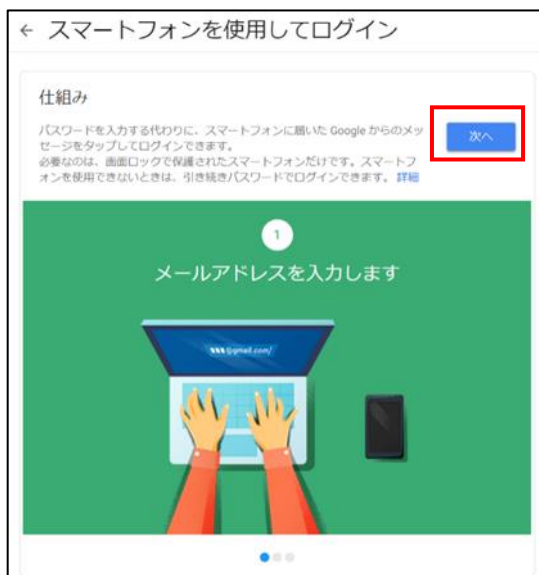 ← スマートフォンを使用してログイン
仕組み
パスワードを入力する代わりに、スマートフォンに届いた Google からのメッ
セージをタップしてログインできます。
必要なのは、画面ロックで保護されたスマートフォンだけです。スマートフ
ォンを使用できないときは、引き続きパスワードでログインできます。 詳細
次へ
1
メールアドレスを入力します
@gmail.com/